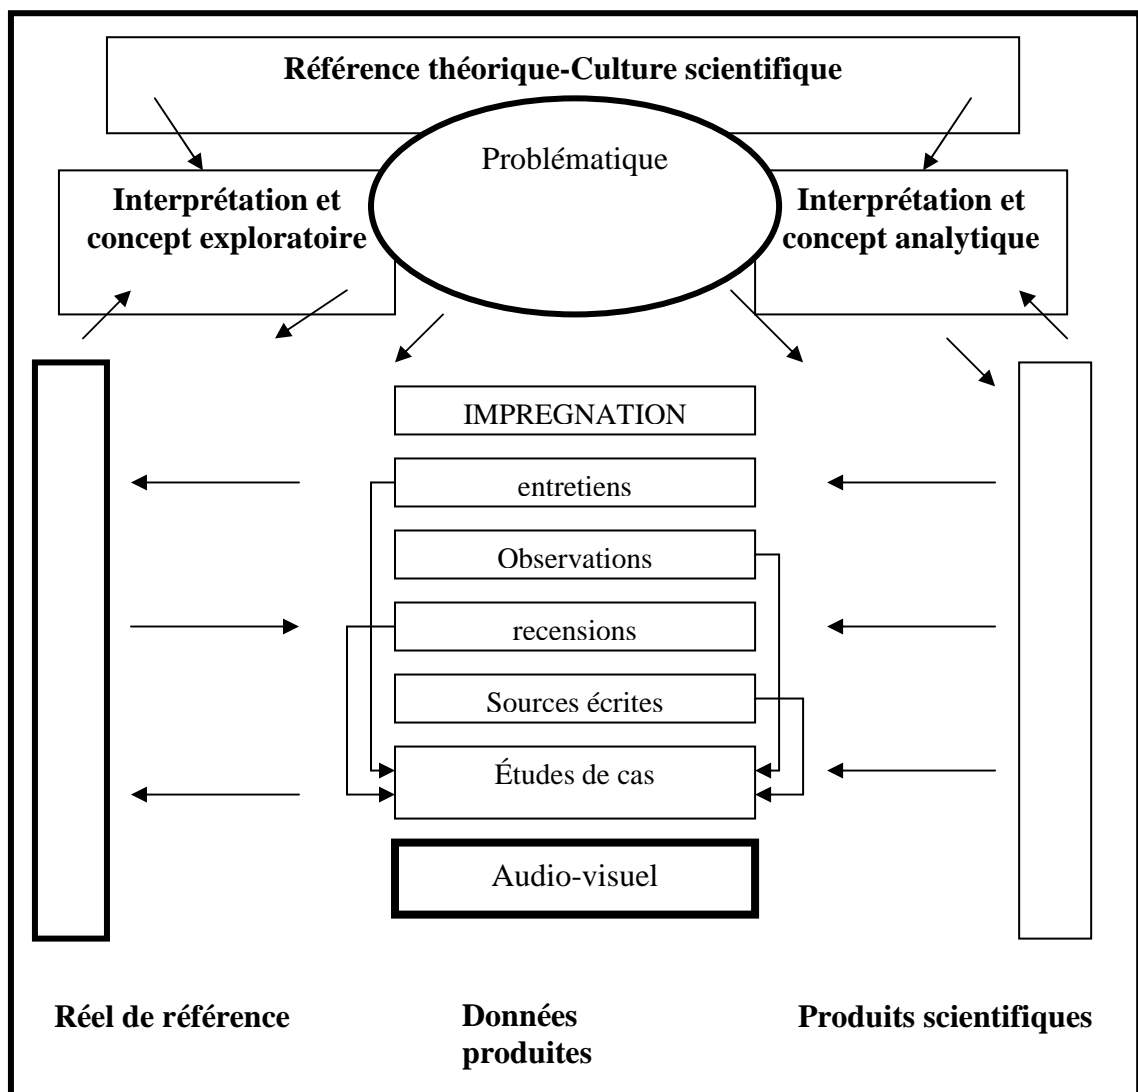 Référence théorique-Culture scientifique
Problématique
Interprétation et
concept exploratoire
Interprétation et
concept analytique
IMPREGNATION
entretiens
Observations
recensions
Sources écrites
Études de cas
Audio-visuel
Réel de référence
Données
produites
Produits scientifiques